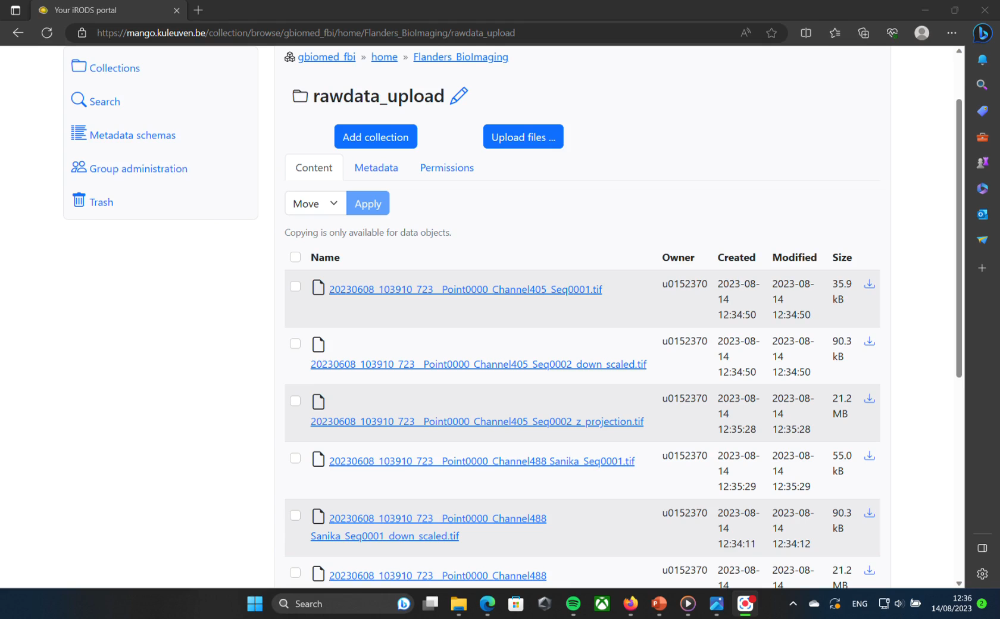 Your iRODS portal
https://mango.kuleuven.be/collection/browse/gbiomed_fbi/home/Flanders_BioImaging/rawdata_upload
Collections
Search
Metadata schemas
Group administration
Trash
gbiomed_fbi » home » Flanders_BioImaging
rawdata_upload
Add collection Upload files ...
Content Metadata Permissions
Move Apply
Copying is only available for data objects.
Name Owner Created Modified Size
20230608_103910_723__Point0000_Channel405_Seq0001.tif u0152370 2023-08- 2023-08- 35.9
14 14 kB
12:34:50 12:34:50
u0152370 2023-08- 2023-08- 90.3
14 14 kB
20230608_103910_723__Point0000_Channel405_Seq0002_down_scaled.tif 12:34:50 12:34:50
u0152370 2023-08- 2023-08- 21.2
14 14 MB
20230608_103910_723__Point0000_Channel405_Seq0002_z_projection.tif 12:35:28 12:35:28
20230608_103910_723__Point0000_Channel488 Sanika_Seq0001.tif u0152370 2023-08- 2023-08- 55.0
14 14 kB
12:35:29 12:35:29
20230608_103910_723__Point0000_Channel488 u0152370 2023-08- 2023-08- 90.3
14 14 kB
Sanika_Seq0001_down_scaled.tif 12:34:11 12:34:12
20230608_103910_723__Point0000_Channel488 u0152370 2023-08- 2023-08- 21.2
14 14 MB
Search ENG 12:36
14/08/2023 2